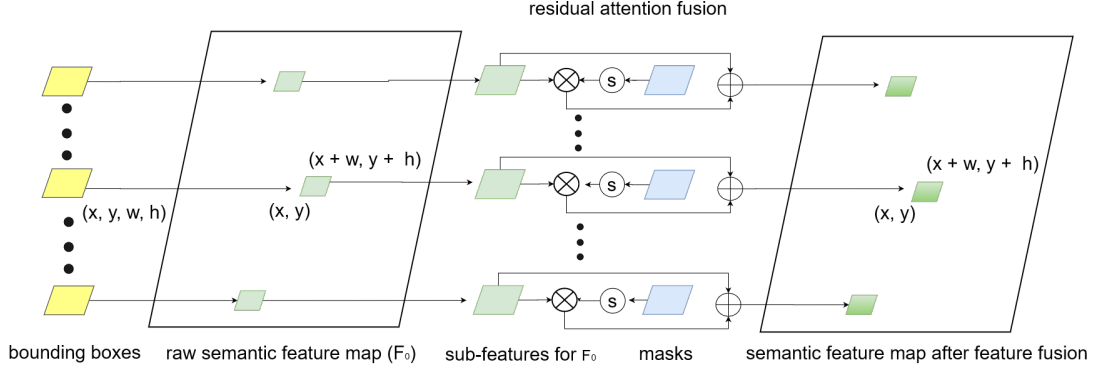 residual attention fusion
s
(x + w, y + h)
(x + w, y + h)
s
(x, y, w, h)
(x, y)
(x, y)
s
bounding boxes
raw semantic feature map (F₀)
sub-features for F₀
masks
semantic feature map after feature fusion